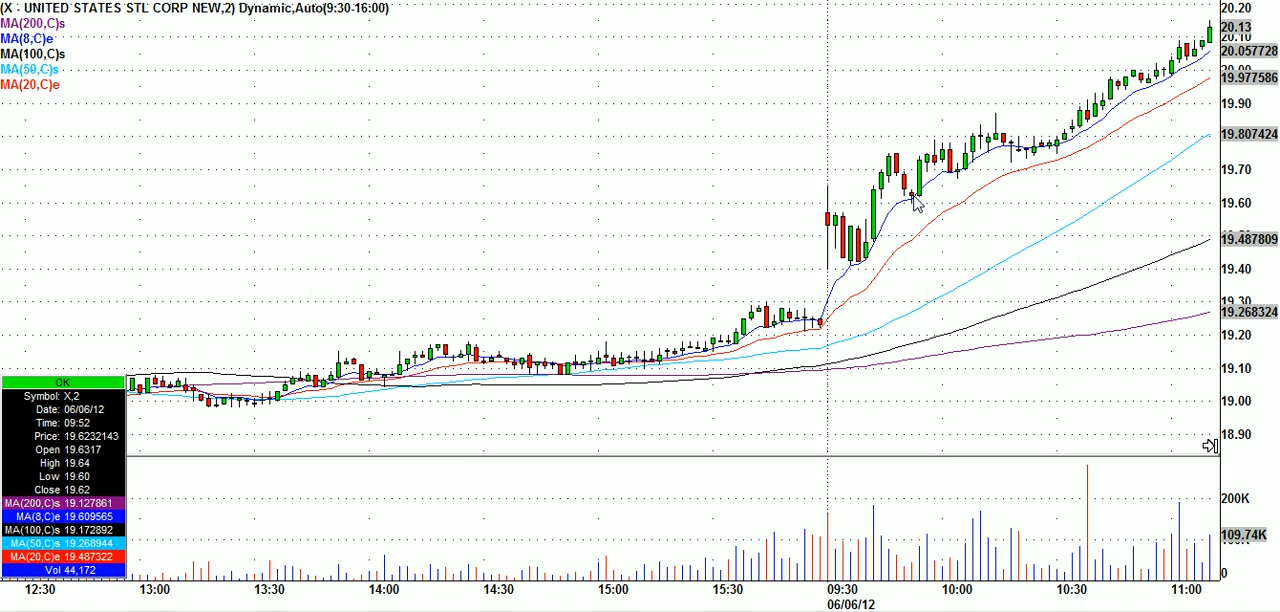 (X - UNITED STATES STL CORP NEW,2) Dynamic,Auto(9:30-16:00)
MA(200,C)s
MA(8,C)e
MA(100,C)s
MA(50,C)s
MA(20,C)e
20.20
20.13
20.10
20.057728
20.00
19.977586
19.90
19.807424
19.70
19.60
19.487809
19.40
19.30
19.268324
19.20
19.10
19.00
18.90
OK
Symbol: X,2
Date: 06/06/12
Time: 09:52
Price: 19.6232143
Open 19.6317
High 19.64
Low 19.60
Close 19.62
MA(200,C)s 19.127861
MA(8,C)e 19.609565
MA(100,C)s 19.172892
MA(50,C)s 19.268944
MA(20,C)e 19.487322
Vol 44,172
200K
109.74K
0
12:30 13:00 13:30 14:00 14:30 15:00 15:30 09:30 10:00 10:30 11:00
06/06/12